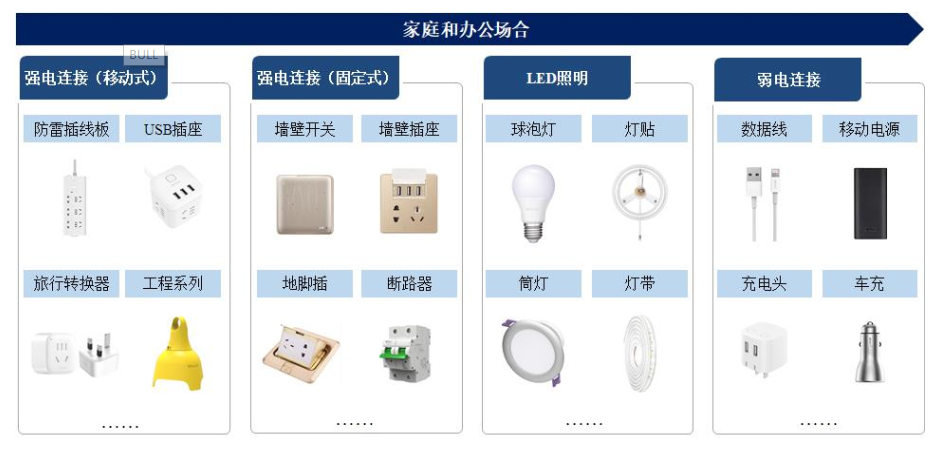 家庭和办公场合
BULL
强电连接（移动式）
强电连接（固定式）
LED照明
弱电连接
防雷插线板
USB插座
墙壁开关
墙壁插座
球泡灯
灯贴
数据线
移动电源
旅行转换器
工程系列
地脚插
断路器
筒灯
灯带
充电头
车充
......
......
......
......